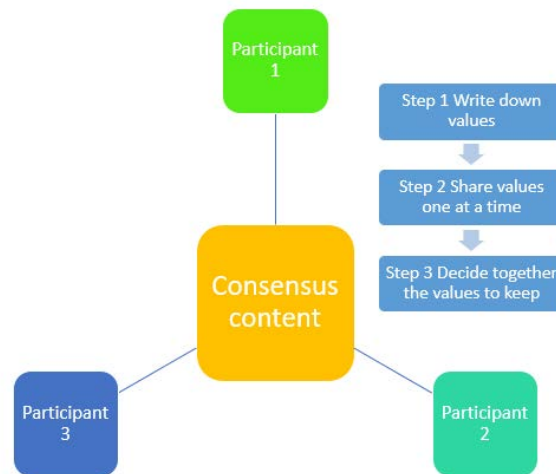 Participant
1
Step 1 Write down
values
Step 2 Share values
one at a time
Step 3 Decide together
the values to keep
Consensus
content
Participant
3
Participant
2